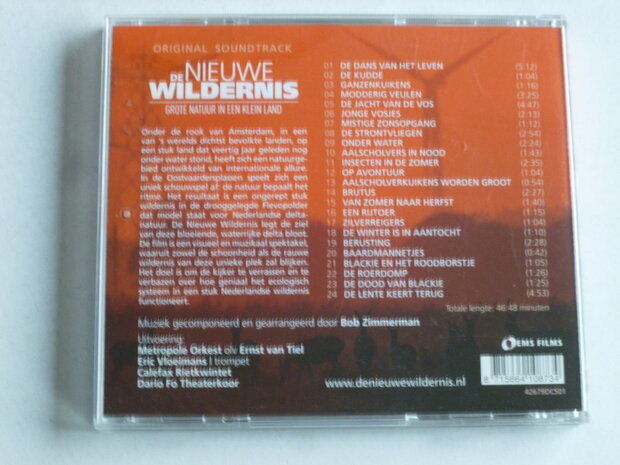 ORIGINAL SOUNDTRACK
DE NIEUWE
WILDERNIS
GROTE NATUUR IN EEN KLEIN LAND
Onder de rook van Amsterdam, in een
van 's werelds dichtst bevolkte landen, op
een stuk land dat veertig jaar geleden nog
onder water stond, heeft zich een natuurge-
bied ontwikkeld van internationale allure.
In de Oostvaardersplassen speelt zich een
uniek schouwspel af: de natuur bepaalt het
ritme. Het resultaat is een ongerept stuk
wildernis in de drooggelegde Flevopolder
dat model staat voor Nederlandse delta-
natuur. De Nieuwe Wildernis legt de ziel
van deze bloeiende, waterrijke delta bloot.
De film is een visueel en muzikaal spektakel,
waaruit zowel de schoonheid als de rauwe
wildernis van deze unieke plek zal blijken.
Het doel is om de kijker te verrassen en te
verbazen over hoe geniaal het ecologisch
systeem in een stuk Nederlandse wildernis
functioneert.
01 DE DANS VAN HET LEVEN (5:12)
02 DE KUDDE (1:04)
03 GANZENKUIKENS (1:16)
04 MODDERIG VEULEN (3:25)
05 DE JACHT VAN DE VOS (4:47)
06 JONGE VOSJES (2:13)
07 MISTIGE ZONSOPGANG (1:12)
08 DE STRONTVLIEGEN (2:54)
09 ONDER WATER (2:24)
10 AALSCHOLVERS IN NOOD (1:43)
11 INSECTEN IN DE ZOMER (2:35)
12 OP AVONTUUR (1:04)
13 AALSCHOLVERKUIKENS WORDEN GROOT (0:54)
14 BRUTUS (2:27)
15 VAN ZOMER NAAR HERFST (1:40)
16 EEN RIJTOER (1:15)
17 ZILVERREIGERS (1:04)
18 DE WINTER IS IN AANTOCHT (1:10)
19 BERUSTING (2:28)
20 BAARDMANNETJES (0:42)
21 BLACKIE EN HET ROODBORSTJE (1:05)
22 DE ROERDOMP (1:26)
23 DE DOOD VAN BLACKIE (1:25)
24 DE LENTE KEERT TERUG (4:53)
Totale lengte: 46:48 minuten
Muziek gecomponeerd en gearrangeerd door Bob Zimmerman
Uitvoering:
Metropole Orkest olv Ernst van Tiel
Eric Vloeimans | trompet
Calefax Rietkwintet
Dario Fo Theaterkoor
www.denieuwewildernis.nl
EMS FILMS
8 715664 108734
42679DCS01